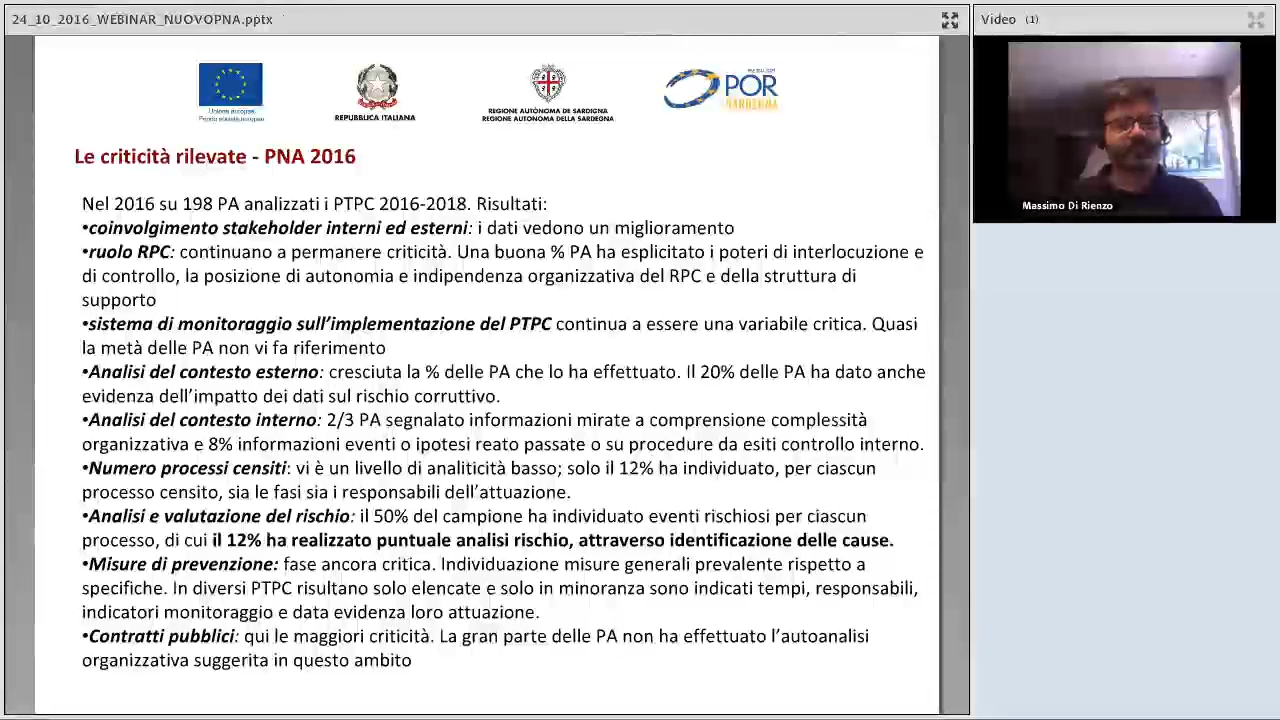 24_10_2016_WEBINAR_NUOVOPNA.pptx
Video (1)
Unione europea
Fondo sociale europeo
REPUBBLICA ITALIANA
REGIONE AUTÒNOMA DE SARDIGNA
REGIONE AUTONOMA DELLA SARDEGNA
POR
SARDEGNA
Massimo Di Rienzo
Le criticità rilevate - PNA 2016
Nel 2016 su 198 PA analizzati i PTPC 2016-2018. Risultati:
•coinvolgimento stakeholder interni ed esterni: i dati vedono un miglioramento
•ruolo RPC: continuano a permanere criticità. Una buona % PA ha esplicitato i poteri di interlocuzione e
di controllo, la posizione di autonomia e indipendenza organizzativa del RPC e della struttura di
supporto
•sistema di monitoraggio sull’implementazione del PTPC continua a essere una variabile critica. Quasi
la metà delle PA non vi fa riferimento
•Analisi del contesto esterno: cresciuta la % delle PA che lo ha effettuato. Il 20% delle PA ha dato anche
evidenza dell’impatto dei dati sul rischio corruttivo.
•Analisi del contesto interno: 2/3 PA segnalato informazioni mirate a comprensione complessità
organizzativa e 8% informazioni eventi o ipotesi reato passate o su procedure da esiti controllo interno.
•Numero processi censiti: vi è un livello di analiticità basso; solo il 12% ha individuato, per ciascun
processo censito, sia le fasi sia i responsabili dell’attuazione.
•Analisi e valutazione del rischio: il 50% del campione ha individuato eventi rischiosi per ciascun
processo, di cui il 12% ha realizzato puntuale analisi rischio, attraverso identificazione delle cause.
•Misure di prevenzione: fase ancora critica. Individuazione misure generali prevalente rispetto a
specifiche. In diversi PTPC risultano solo elencate e solo in minoranza sono indicati tempi, responsabili,
indicatori monitoraggio e data evidenza loro attuazione.
•Contratti pubblici: qui le maggiori criticità. La gran parte delle PA non ha effettuato l’autoanalisi
organizzativa suggerita in questo ambito